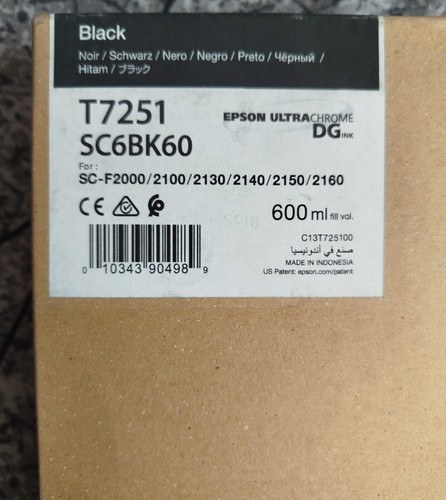 Black
Noir / Schwarz / Nero / Negro / Preto / Чёрный /
Hitam / ブラック
T7251
SC6BK60
EPSON ULTRACHROME
DG INK
For :
SC-F2000/2100/2130/2140/2150/2160
CE
600 ml fill vol.
C13T725100
صنع في أندونيسيا
MADE IN INDONESIA
US Patent: epson.com/patent
0 10343 90498 9